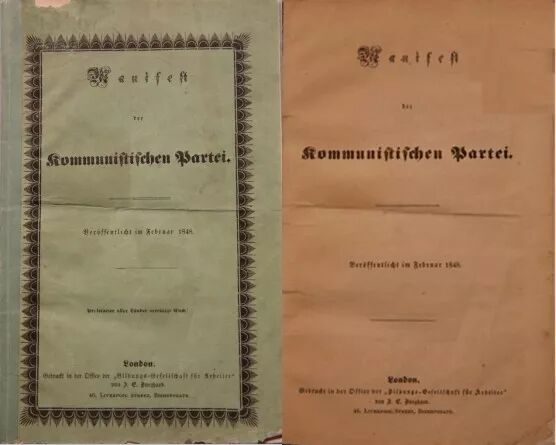 Manifest
der
Kommunistischen Partei.
Veröffentlicht im Februar 1848.
Proletarier aller Länder vereinigt Euch!
London.
Gedruckt in der Office der „Bildungs-Gesellschaft für Arbeiter“
von J. E. Burghard.
46, LIVERPOOL STREET, BISHOPSGATE.
Manifest
der
Kommunistischen Partei.
Veröffentlicht im Februar 1848.
London.
Gedruckt in der Office der „Bildungs-Gesellschaft für Arbeiter“
von J. E. Burghard.
46, LIVERPOOL STREET, BISHOPSGATE.